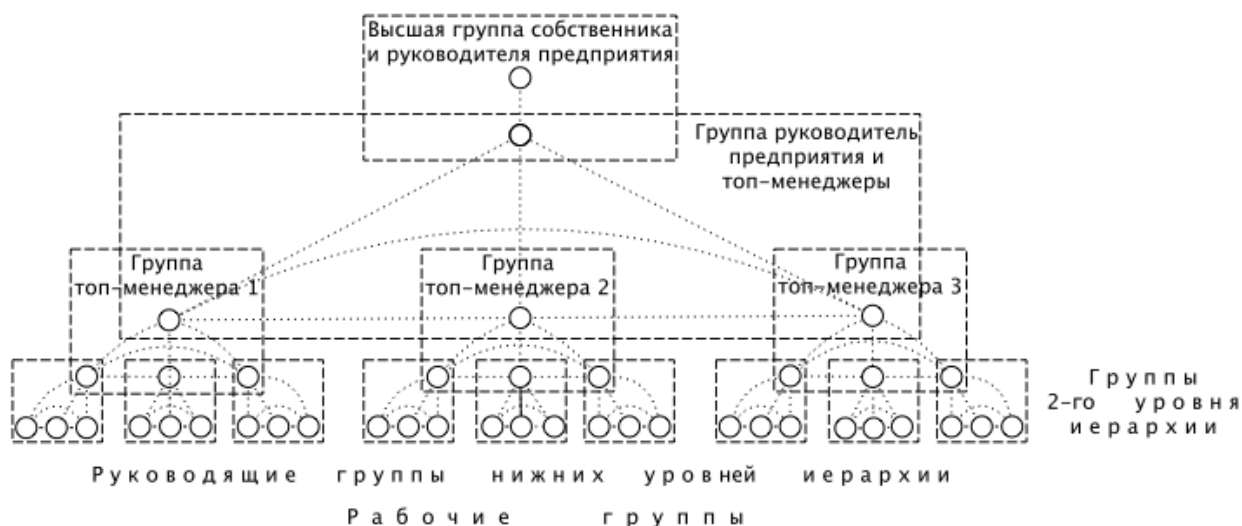 Высшая группа собственника
и руководителя предприятия
Группа руководитель
предприятия и
топ-менеджеры
Группа
топ-менеджера 1
Группа
топ-менеджера 2
Группа
топ-менеджера 3
Группы
2-го уровня
иерархии
Руководящие группы нижних уровней иерархии
Рабочие группы